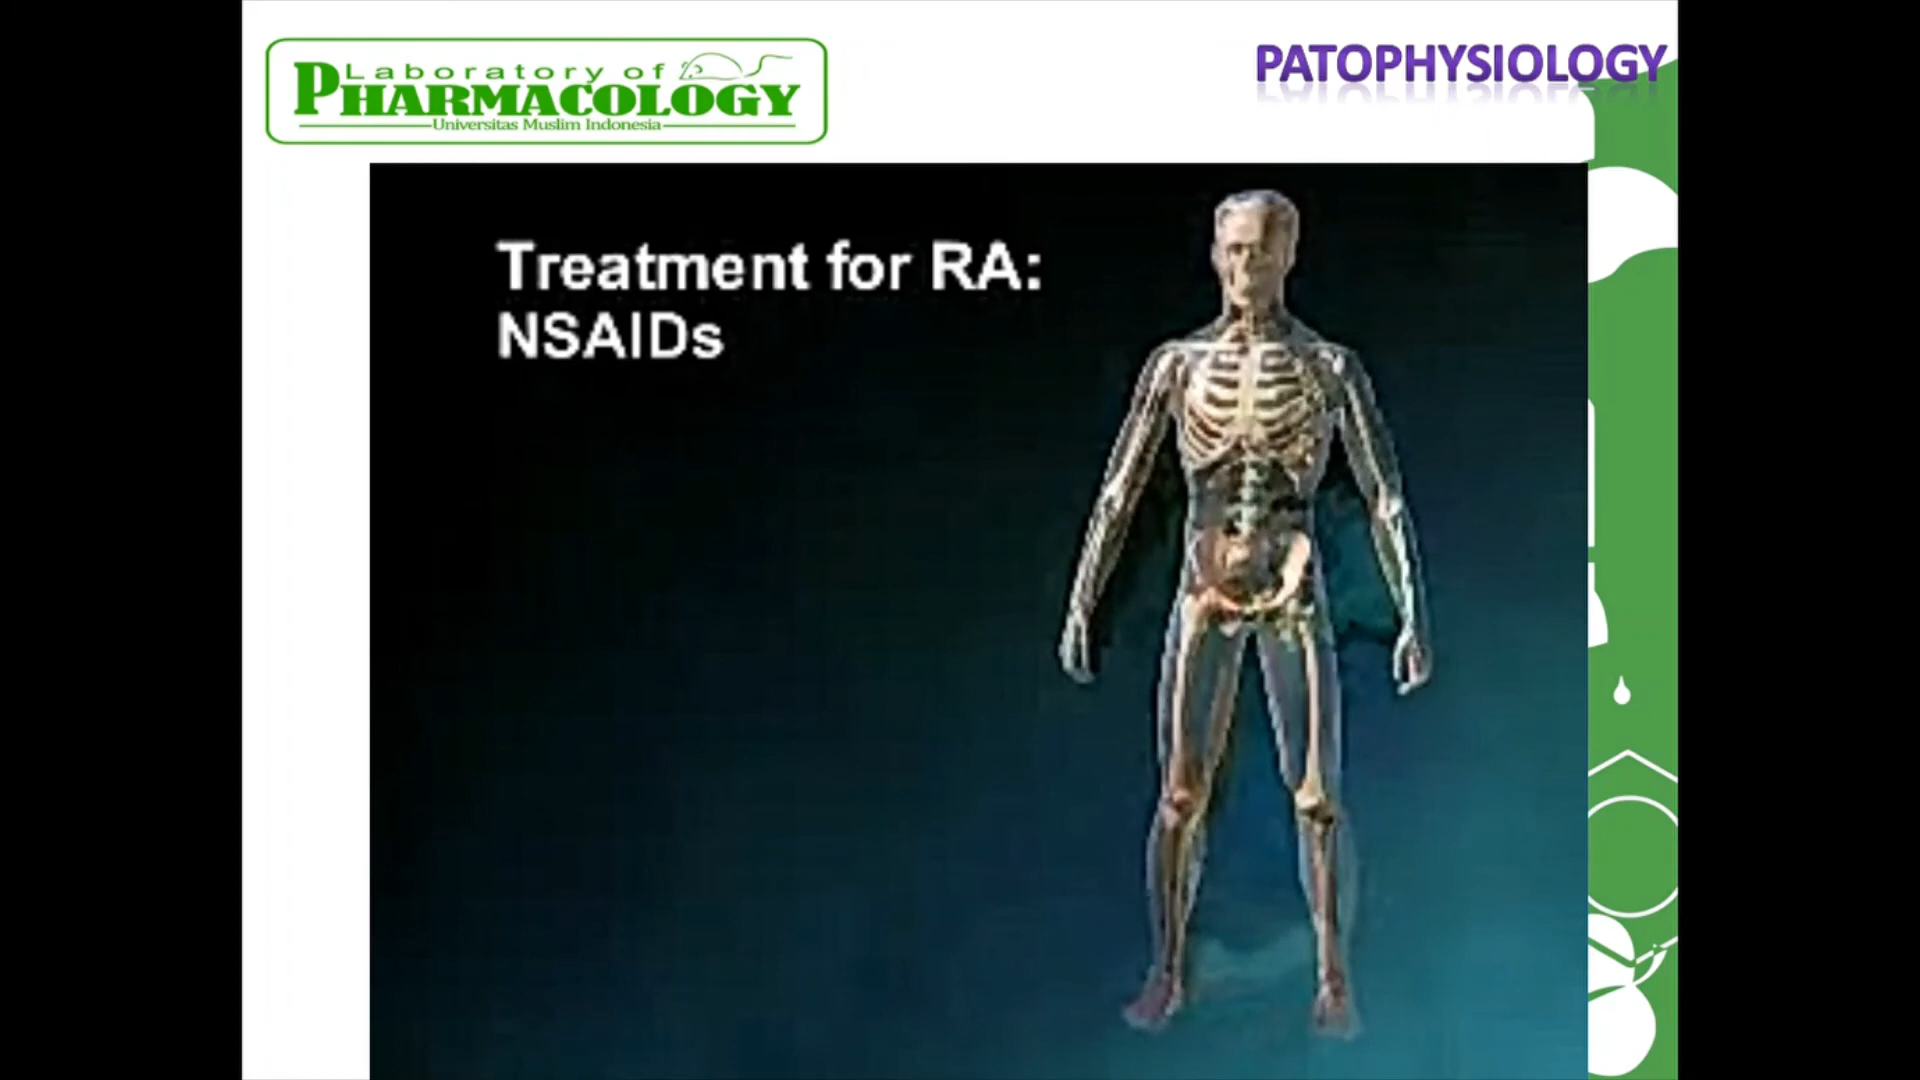 Laboratory of
PHARMACOLOGY
Universitas Muslim Indonesia
PATOPHYSIOLOGY
Treatment for RA:
NSAIDs